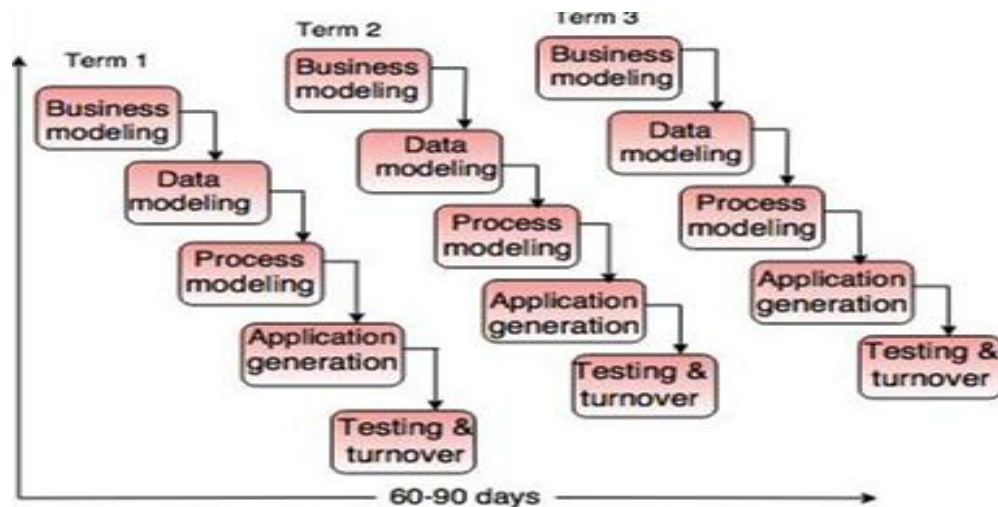 Term 1
Business
modeling
Data
modeling
Process
modeling
Application
generation
Testing &
turnover
Term 2
Business
modeling
Data
modeling
Process
modeling
Application
generation
Testing &
turnover
Term 3
Business
modeling
Data
modeling
Process
modeling
Application
generation
Testing &
turnover
60-90 days